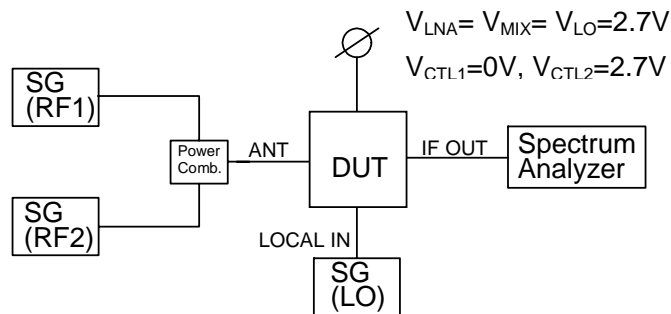 V_LNA= V_MIX= V_LO=2.7V
V_CTL1=0V, V_CTL2=2.7V
SG
(RF1)
Power
Comb.
ANT
DUT
IF OUT
Spectrum
Analyzer
SG
(RF2)
LOCAL IN
SG
(LO)